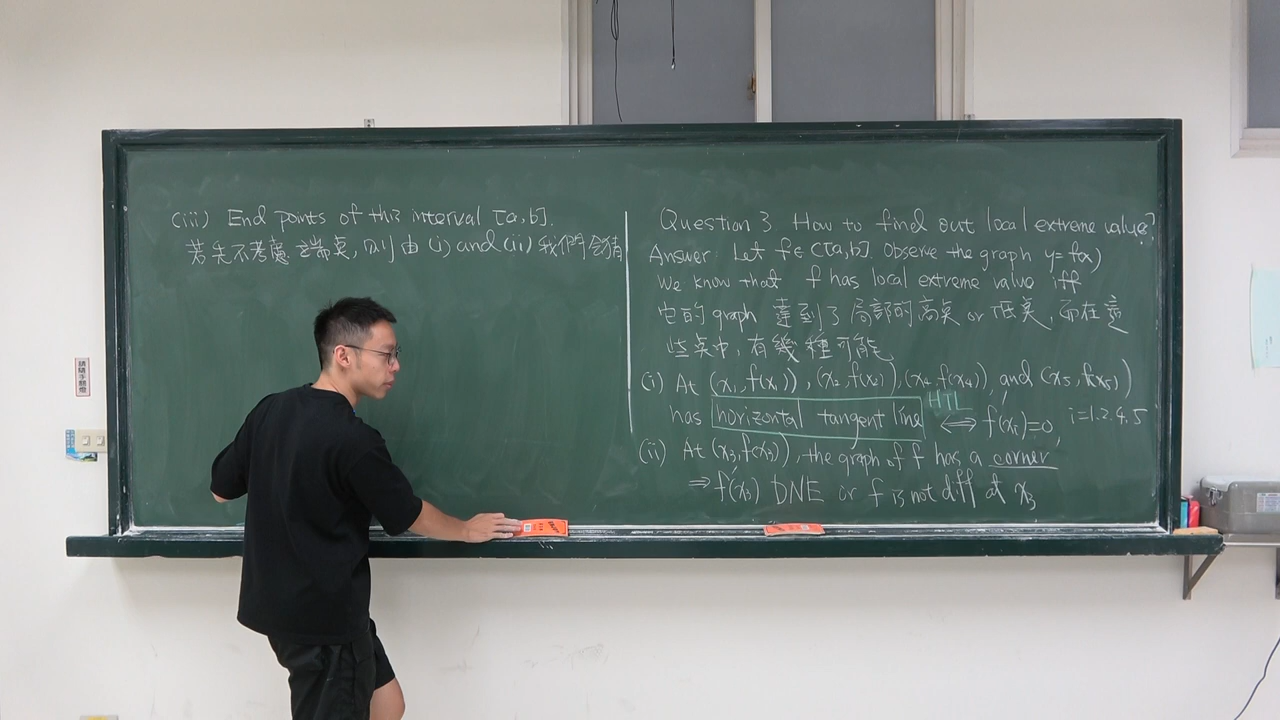 (iii) End points of this interval [a,b].
若先不考慮端點, 則由 (i) and (ii) 我們會猜
Question 3 How to find out local extreme value?
Answer: Let f∈C[a,b]. Observe the graph y=f(x)
We know that f has local extreme value iff
它的 graph 達到了局部的高點 or 低點, 而在這
些點中, 有幾種可能
(i) At (x₁,f(x₁)), (x₂,f(x₂)), (x₄,f(x₄)), and (x₅,f(x₅))
HTL
has horizontal tangent line ⟺ f'(xᵢ)=0, i=1.2.4.5
(ii) At (x₃,f(x₃)), the graph of f has a corner
⇒ f'(x₃) DNE or f is not diff at x₃
請隨手關燈